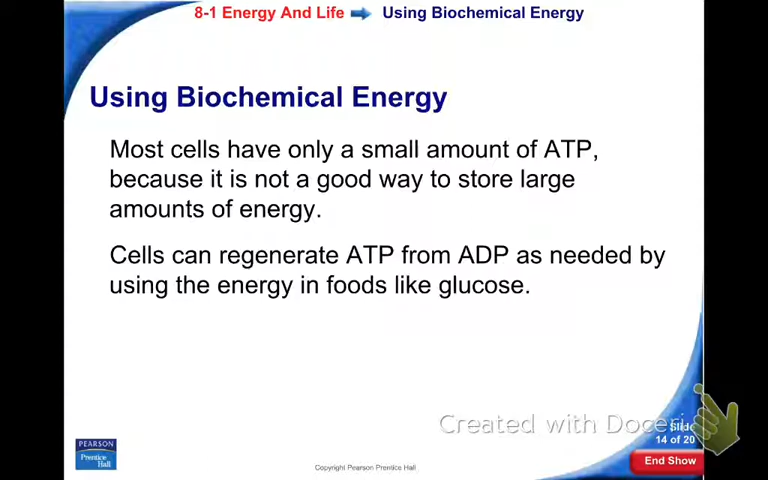 8-1 Energy And Life Using Biochemical Energy
Using Biochemical Energy
Most cells have only a small amount of ATP,
because it is not a good way to store large
amounts of energy.
Cells can regenerate ATP from ADP as needed by
using the energy in foods like glucose.
Created with Doceri
Slide
14 of 20
End Show
PEARSON
Prentice
Hall
Copyright Pearson Prentice Hall